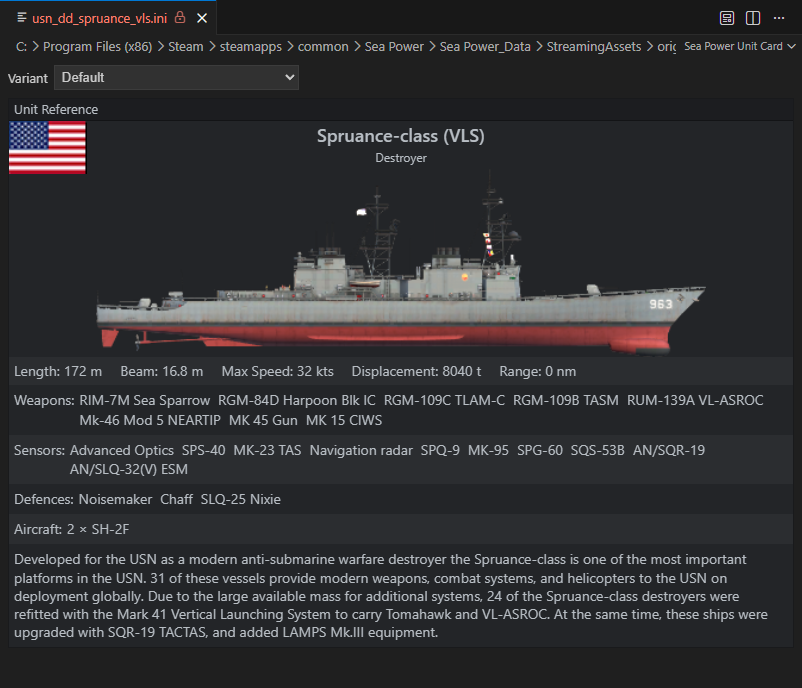 usn_dd_spruance_vls.ini
C: > Program Files (x86) > Steam > steamapps > common > Sea Power > Sea Power_Data > StreamingAssets > orig Sea Power Unit Card
Variant Default
Unit Reference
Spruance-class (VLS)
Destroyer
963
Length: 172 m Beam: 16.8 m Max Speed: 32 kts Displacement: 8040 t Range: 0 nm
Weapons: RIM-7M Sea Sparrow RGM-84D Harpoon Blk IC RGM-109C TLAM-C RGM-109B TASM RUM-139A VL-ASROC
Mk-46 Mod 5 NEARTIP MK 45 Gun MK 15 CIWS
Sensors: Advanced Optics SPS-40 MK-23 TAS Navigation radar SPQ-9 MK-95 SPG-60 SQS-53B AN/SQR-19
AN/SLQ-32(V) ESM
Defences: Noisemaker Chaff SLQ-25 Nixie
Aircraft: 2 × SH-2F
Developed for the USN as a modern anti-submarine warfare destroyer the Spruance-class is one of the most important
platforms in the USN. 31 of these vessels provide modern weapons, combat systems, and helicopters to the USN on
deployment globally. Due to the large available mass for additional systems, 24 of the Spruance-class destroyers were
refitted with the Mark 41 Vertical Launching System to carry Tomahawk and VL-ASROC. At the same time, these ships were
upgraded with SQR-19 TACTAS, and added LAMPS Mk.III equipment.